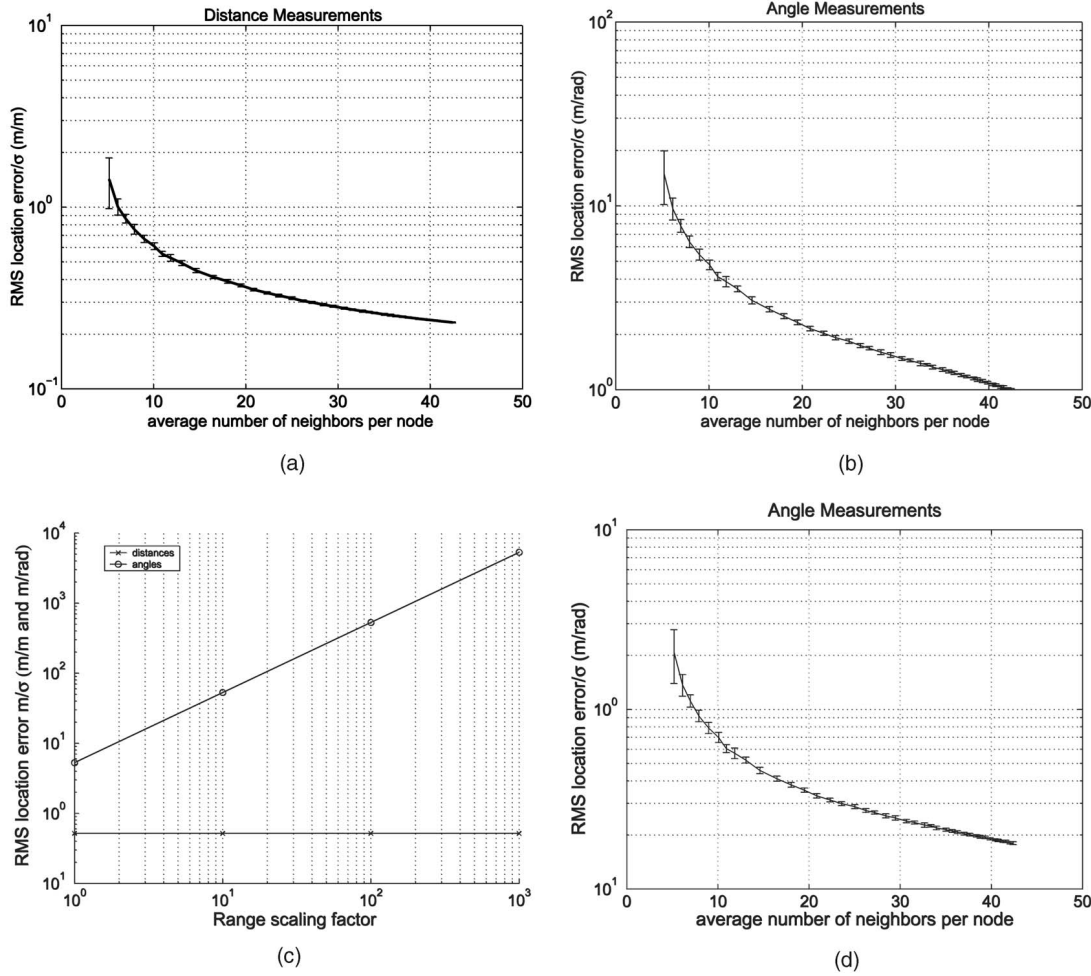 Distance Measurements
10^1
10^0
10^-1
RMS location error/σ (m/m)
0 10 20 30 40 50
average number of neighbors per node
(a)
Angle Measurements
10^2
10^1
10^0
RMS location error/σ (m/rad)
0 10 20 30 40 50
average number of neighbors per node
(b)
10^4
10^3
10^2
10^1
10^0
10^1
RMS location error m/σ (m/m and m/rad)
distances
angles
10^0 10^1 10^2 10^3
Range scaling factor
(c)
Angle Measurements
10^1
10^0
10^1
RMS location error/σ (m/rad)
0 10 20 30 40 50
average number of neighbors per node
(d)